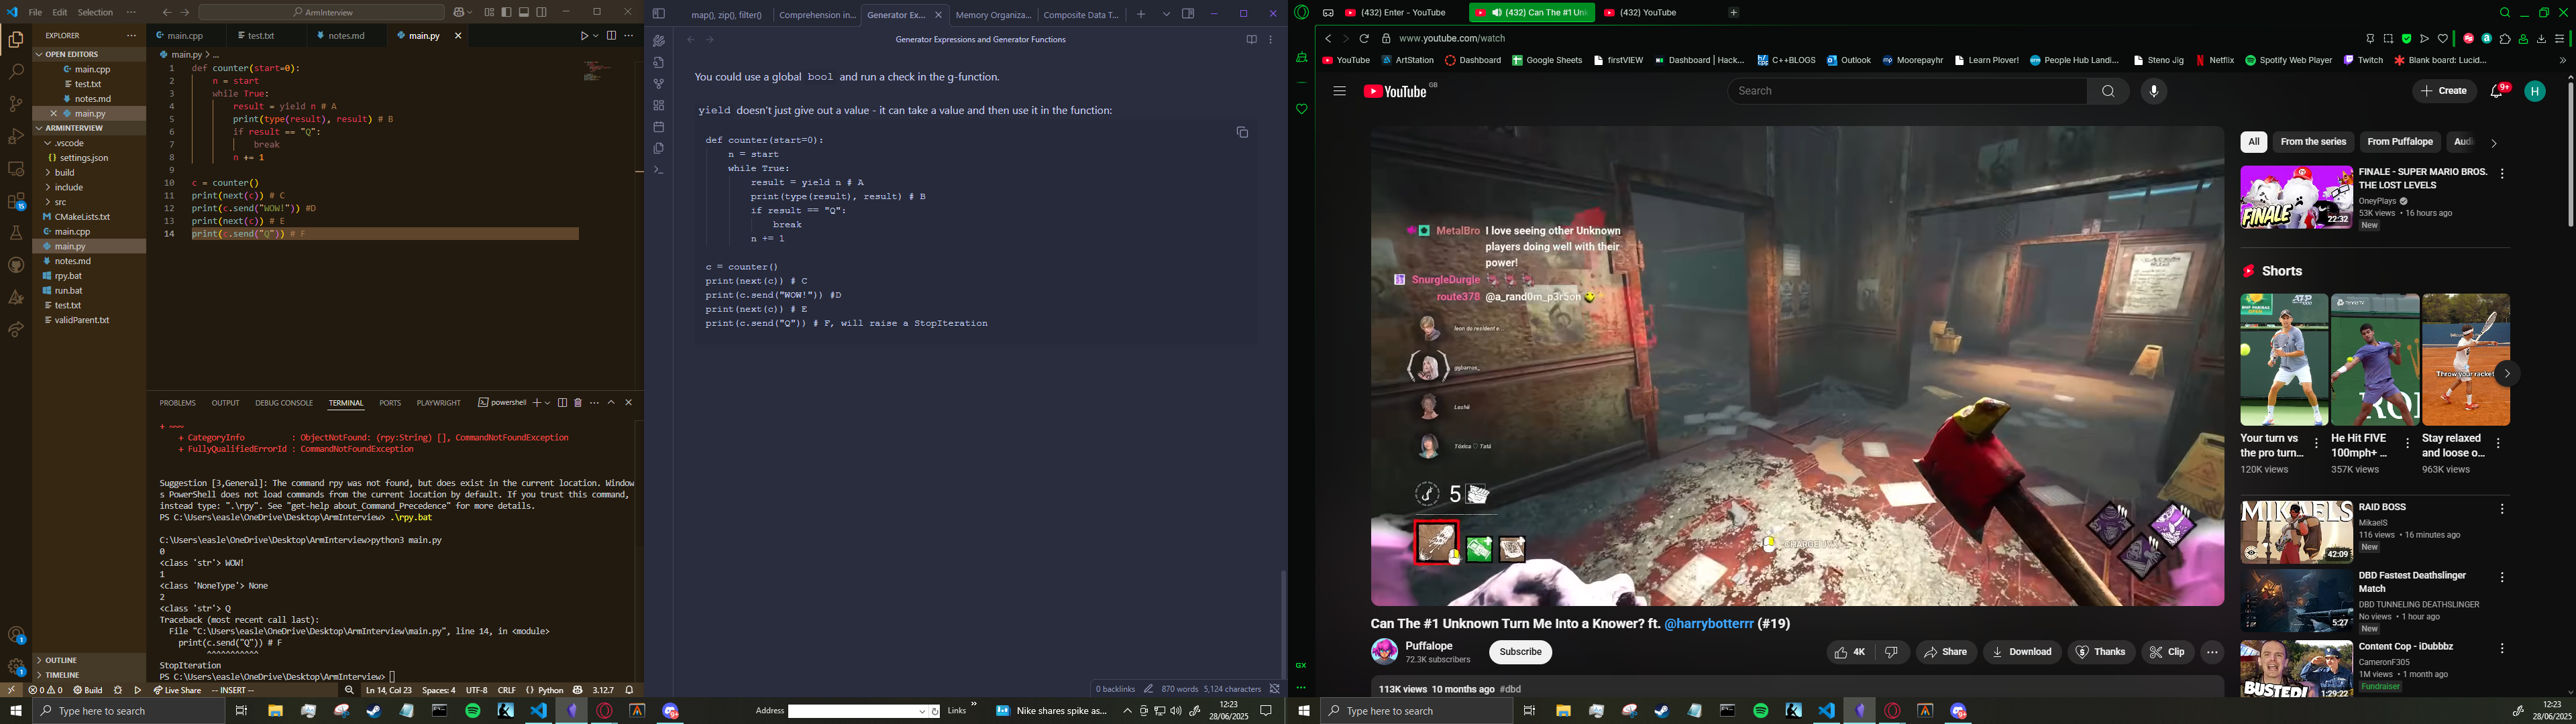 File Edit Selection
ArmInterview
EXPLORER
OPEN EDITORS
main.cpp
test.txt
notes.md
main.py
ARMINTERVIEW
.vscode
settings.json
build
include
src
CMakeLists.txt
main.cpp
main.py
notes.md
rpy.bat
run.bat
test.txt
validParent.txt
OUTLINE
TIMELINE
main.cpp test.txt notes.md main.py
main.py > ...
1 def counter(start=0):
2 n = start
3 while True:
4 result = yield n # A
5 print(type(result), result) # B
6 if result == "Q":
7 break
8 n += 1
9
10 c = counter()
11 print(next(c)) # C
12 print(c.send("WOW!")) #D
13 print(next(c)) # E
14 print(c.send("Q")) # F
PROBLEMS OUTPUT DEBUG CONSOLE TERMINAL PORTS PLAYWRIGHT powershell
+ ~~~
+ CategoryInfo : ObjectNotFound: (rpy:String) [], CommandNotFoundException
+ FullyQualifiedErrorId : CommandNotFoundException
Suggestion [3,General]: The command rpy was not found, but does exist in the current location. Window
s PowerShell does not load commands from the current location by default. If you trust this command,
instead type: ".\rpy". See "get-help about_Command_Precedence" for more details.
PS C:\Users\easle\OneDrive\Desktop\ArmInterview> .\rpy.bat
C:\Users\easle\OneDrive\Desktop\ArmInterview>python3 main.py
0
<class 'str'> WOW!
1
<class 'NoneType'> None
2
<class 'str'> Q
Traceback (most recent call last):
File "C:\Users\easle\OneDrive\Desktop\ArmInterview\main.py", line 14, in <module>
print(c.send("Q")) # F
^^^^^^^^^^^
StopIteration
PS C:\Users\easle\OneDrive\Desktop\ArmInterview>
0 0 Build Live Share -- INSERT -- Ln 14, Col 23 Spaces: 4 UTF-8 CRLF Python 3.12.7
map(), zip(), filter() Comprehension in... Generator Ex... Memory Organiza... Composite Data T...
Generator Expressions and Generator Functions
You could use a global bool and run a check in the g-function.
yield doesn't just give out a value - it can take a value and then use it in the function:
def counter(start=0):
n = start
while True:
result = yield n # A
print(type(result), result) # B
if result == "Q":
break
n += 1
c = counter()
print(next(c)) # C
print(c.send("WOW!")) #D
print(next(c)) # E
print(c.send("Q")) # F, will raise a StopIteration
0 backlinks 870 words 5,124 characters
Type here to search
Address Links Nike shares spike as...
12:23
28/06/2025
(432) Enter - YouTube (432) Can The #1 Unk (432) YouTube
www.youtube.com/watch
YouTube ArtStation Dashboard Google Sheets firstVIEW Dashboard | Hack... C++BLOGS Outlook Moorepayhr Learn Plover! People Hub Landi... Steno Jig Netflix Spotify Web Player Twitch Blank board: Lucid...
YouTube GB
Search
Create
9+
H
MetalBro I love seeing other Unknown
players doing well with their
power!
SnurgleDurgle
route378 @a_rand0m_p3r5on
leon do resident e...
ggbarros_
Leshii
Tóxica ♡ Tatá
5
Can The #1 Unknown Turn Me Into a Knower? ft. @harrybotterrr (#19)
Puffalope
72.3K subscribers
Subscribe
4K
Share
Download
Thanks
Clip
113K views 10 months ago #dbd
All From the series From Puffalope
FINALE - SUPER MARIO BROS.
THE LOST LEVELS
OneyPlays
53K views • 16 hours ago
New
FINALE
22:32
Shorts
Throw your racket
Your turn vs
the pro turn...
120K views
He Hit FIVE
100mph+ ...
357K views
Stay relaxed
and loose o...
963K views
MIKAELS
42:09
RAID BOSS
MikaelS
116 views • 16 minutes ago
New
5:27
DBD Fastest Deathslinger
Match
DBD TUNNELING DEATHSLINGER
No views • 1 hour ago
New
BUSTED!
1:29:22
Content Cop - iDubbbz
CameronF305
1M views • 1 month ago
Fundraiser
GX
Type here to search
12:23
28/06/2025